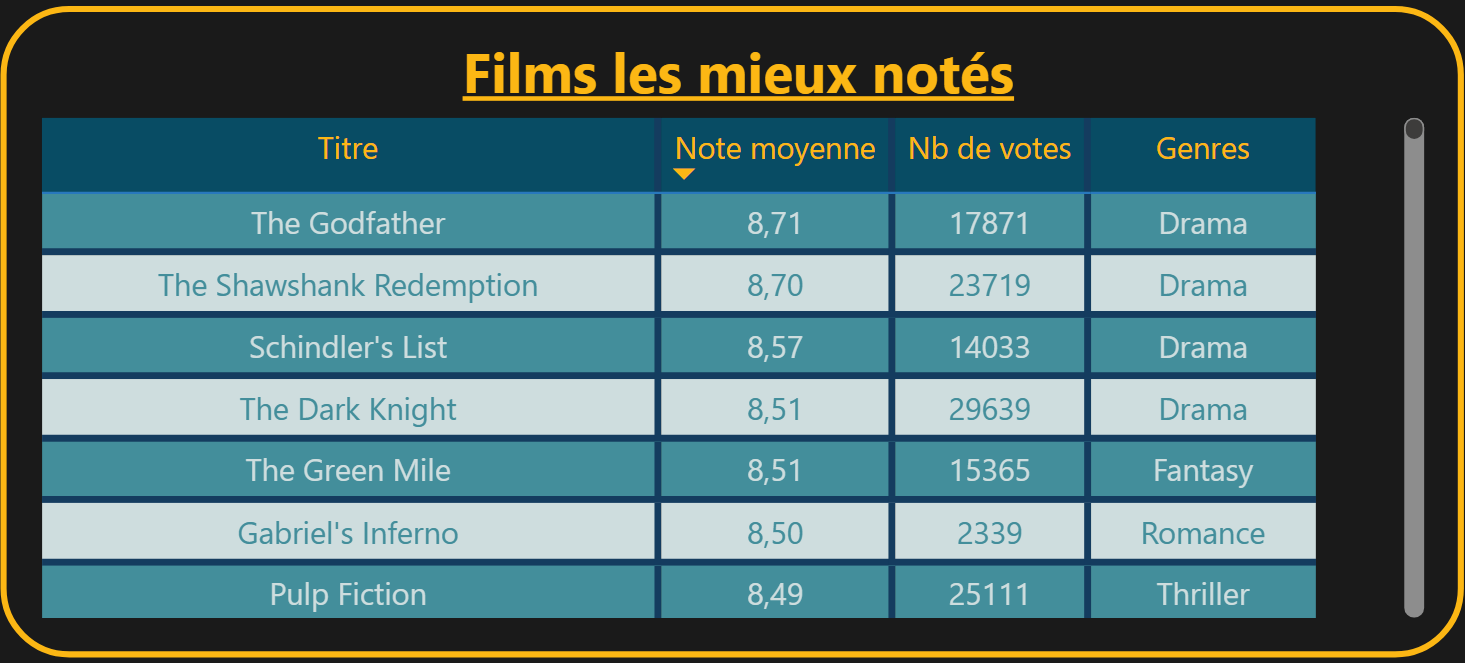 Films les mieux notés
Titre Note moyenne Nb de votes Genres
The Godfather 8,71 17871 Drama
The Shawshank Redemption 8,70 23719 Drama
Schindler's List 8,57 14033 Drama
The Dark Knight 8,51 29639 Drama
The Green Mile 8,51 15365 Fantasy
Gabriel's Inferno 8,50 2339 Romance
Pulp Fiction 8,49 25111 Thriller